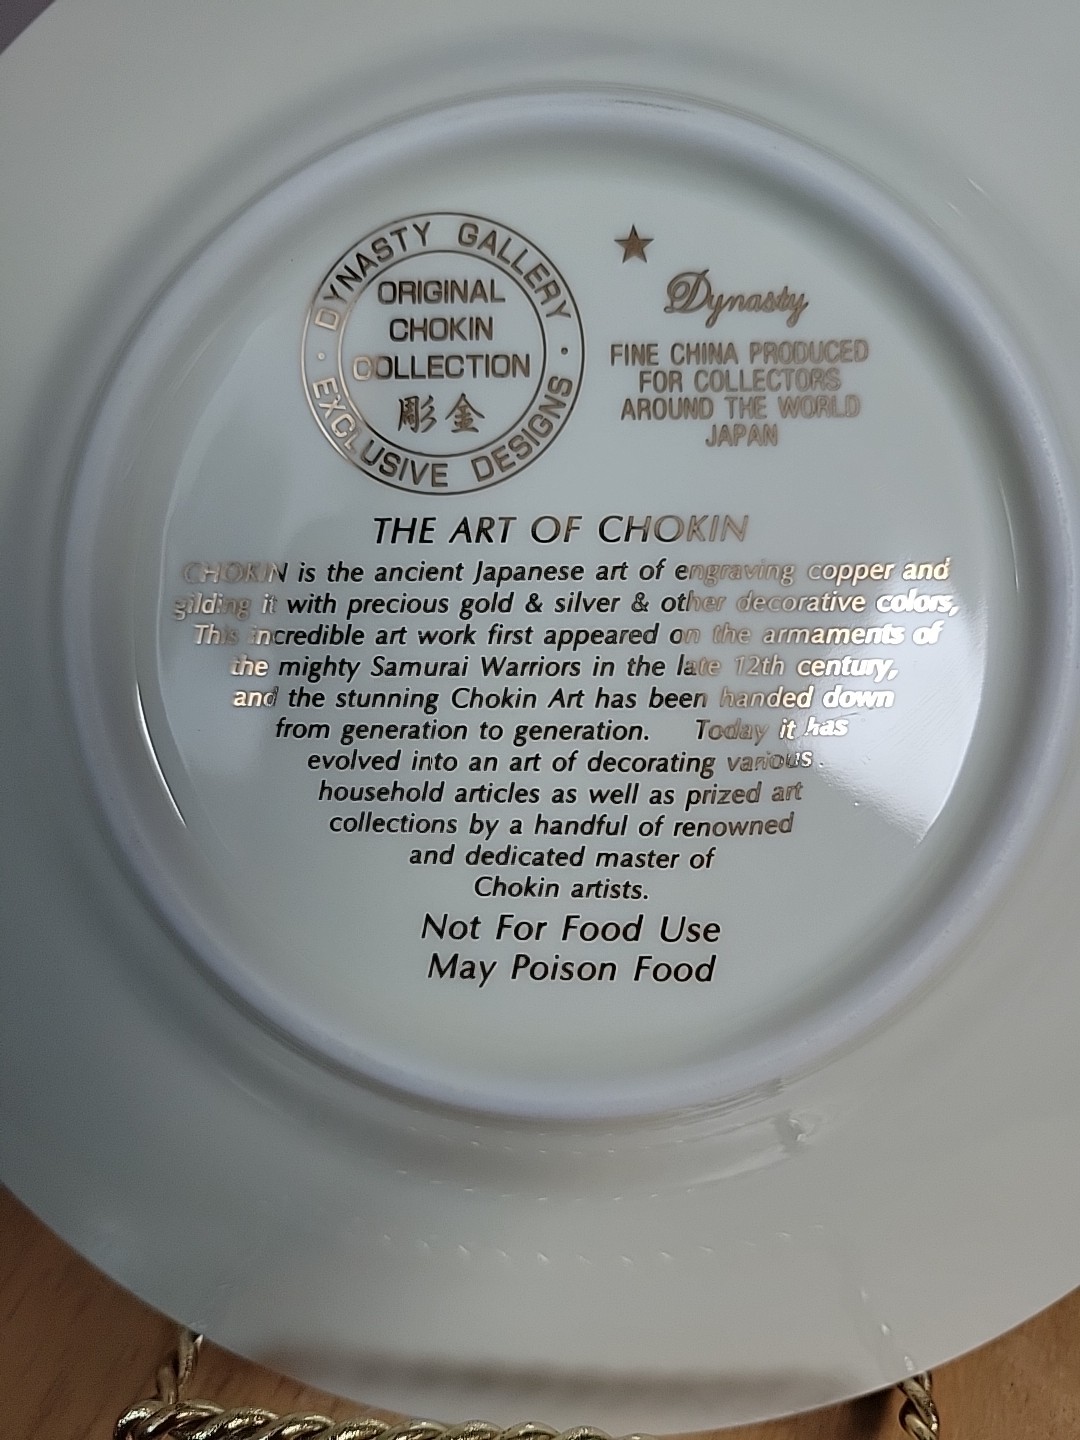 DYNASTY GALLERY
ORIGINAL
CHOKIN
COLLECTION
彫金
EXCLUSIVE DESIGNS
Dynasty
FINE CHINA PRODUCED
FOR COLLECTORS
AROUND THE WORLD
JAPAN
THE ART OF CHOKIN
CHOKIN is the ancient Japanese art of engraving copper and
gilding it with precious gold & silver & other decorative colors,
This incredible art work first appeared on the armaments of
the mighty Samurai Warriors in the late 12th century,
and the stunning Chokin Art has been handed down
from generation to generation. Today it has
evolved into an art of decorating various
household articles as well as prized art
collections by a handful of renowned
and dedicated master of
Chokin artists.
Not For Food Use
May Poison Food